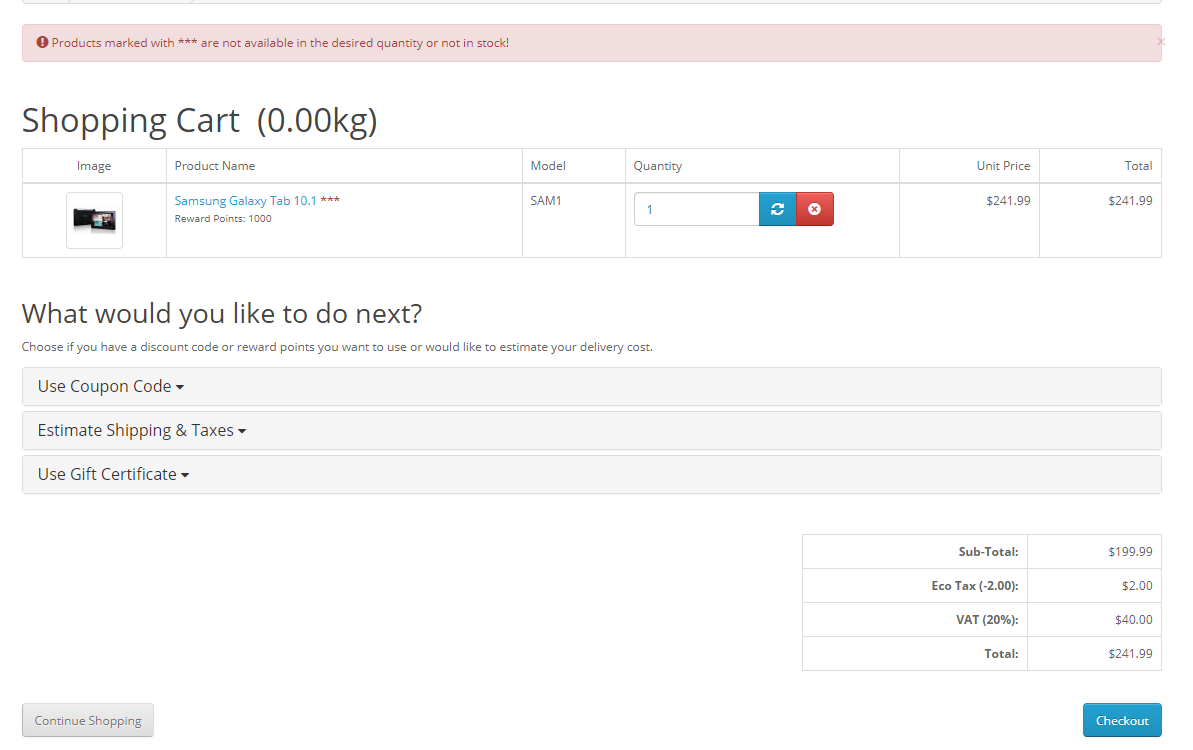 Products marked with *** are not available in the desired quantity or not in stock!
×
Shopping Cart (0.00kg)
Image Product Name Model Quantity Unit Price Total
Samsung Galaxy Tab 10.1 *** SAM1 1 $241.99 $241.99
Reward Points: 1000
What would you like to do next?
Choose if you have a discount code or reward points you want to use or would like to estimate your delivery cost.
Use Coupon Code
Estimate Shipping & Taxes
Use Gift Certificate
Sub-Total: $199.99
Eco Tax (-2.00): $2.00
VAT (20%): $40.00
Total: $241.99
Continue Shopping Checkout